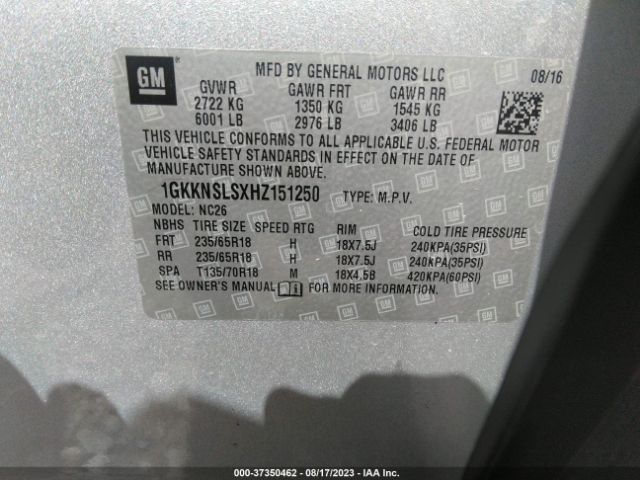 GM
MFD BY GENERAL MOTORS LLC 08/16
GVWR GAWR FRT GAWR RR
2722 KG 1350 KG 1545 KG
6001 LB 2976 LB 3406 LB
THIS VEHICLE CONFORMS TO ALL APPLICABLE U.S. FEDERAL MOTOR
VEHICLE SAFETY STANDARDS IN EFFECT ON THE DATE OF
MANUFACTURE SHOWN ABOVE.
1GKKNSLSXHZ151250 TYPE: M.P.V.
MODEL: NC26
NBHS TIRE SIZE SPEED RTG RIM COLD TIRE PRESSURE
FRT 235/65R18 H 18X7.5J 240KPA(35PSI)
RR 235/65R18 H 18X7.5J 240KPA(35PSI)
SPA T135/70R18 M 18X4.5B 420KPA(60PSI)
SEE OWNER'S MANUAL FOR MORE INFORMATION.
000-37350462 - 08/17/2023 - IAA Inc.